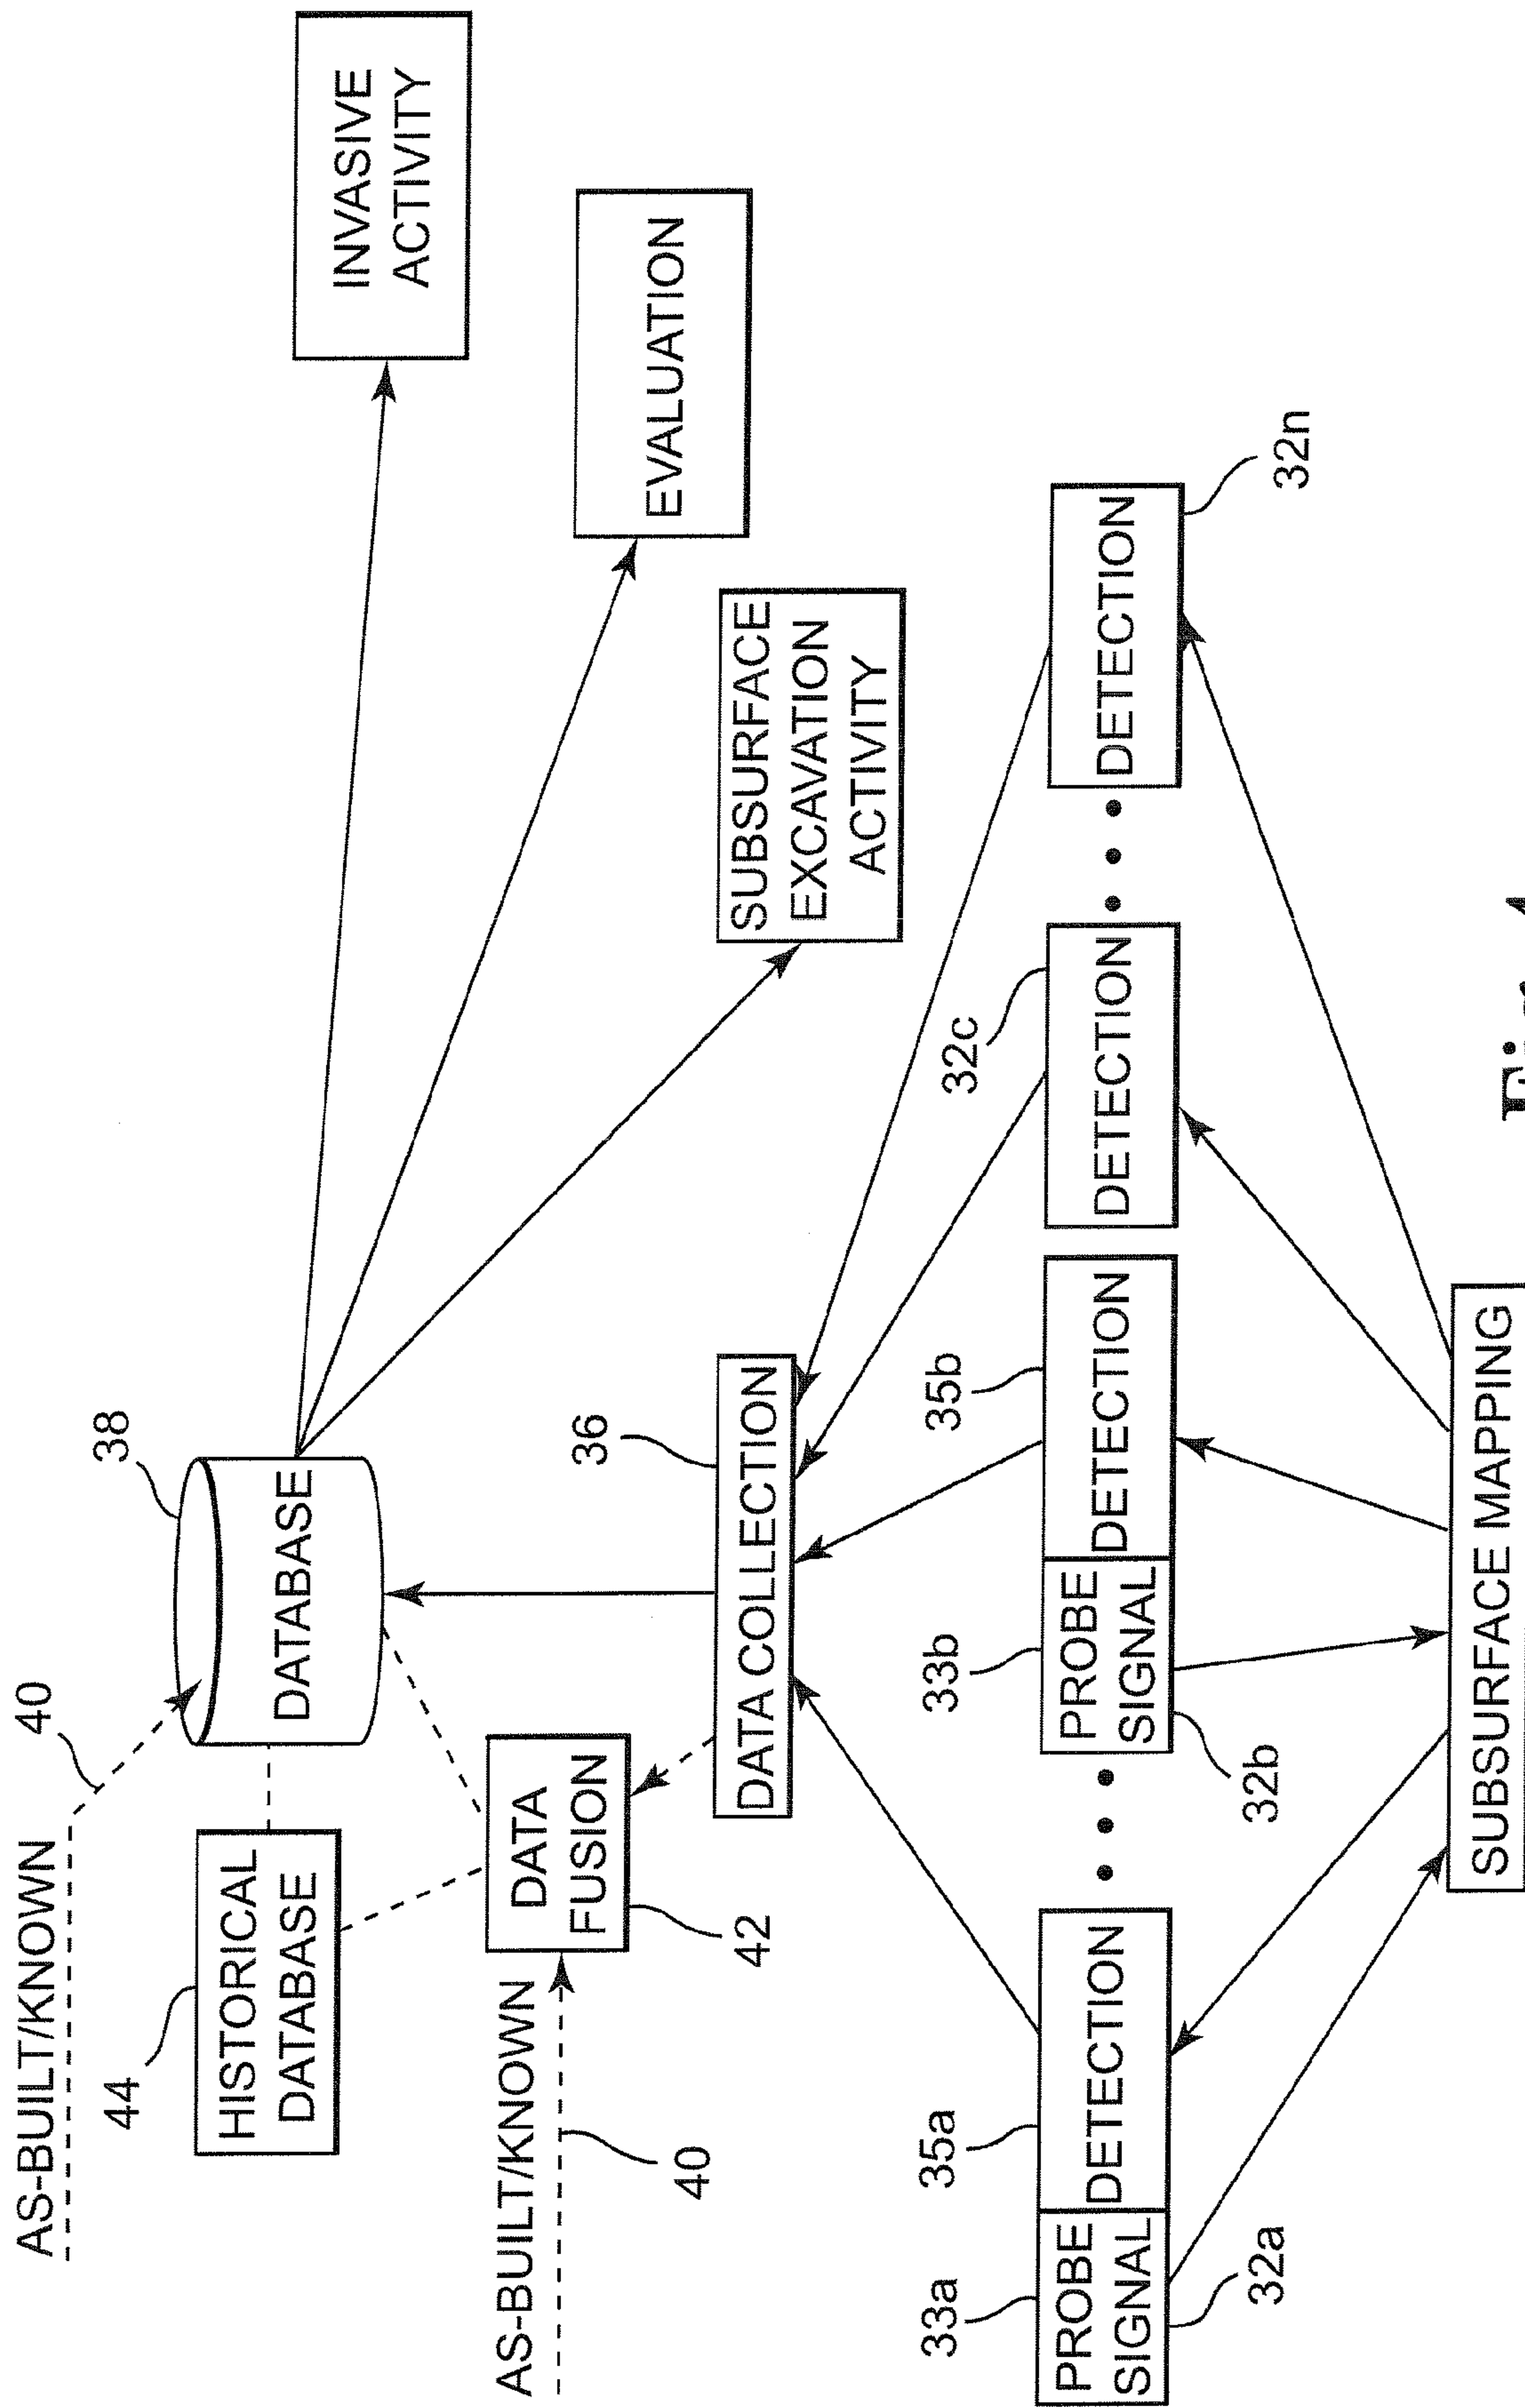 AS-BUILT/KNOWN
40
38
DATABASE
44
HISTORICAL
DATABASE
INVASIVE
ACTIVITY
AS-BUILT/KNOWN
40
DATA
FUSION
42
EVALUATION
36
DATA COLLECTION
SUBSURFACE
EXCAVATION
ACTIVITY
33a
35a
33b
35b
32c
PROBE
SIGNAL
DETECTION
PROBE
SIGNAL
DETECTION
DETECTION
DETECTION
32a
32b
32n
SUBSURFACE MAPPING